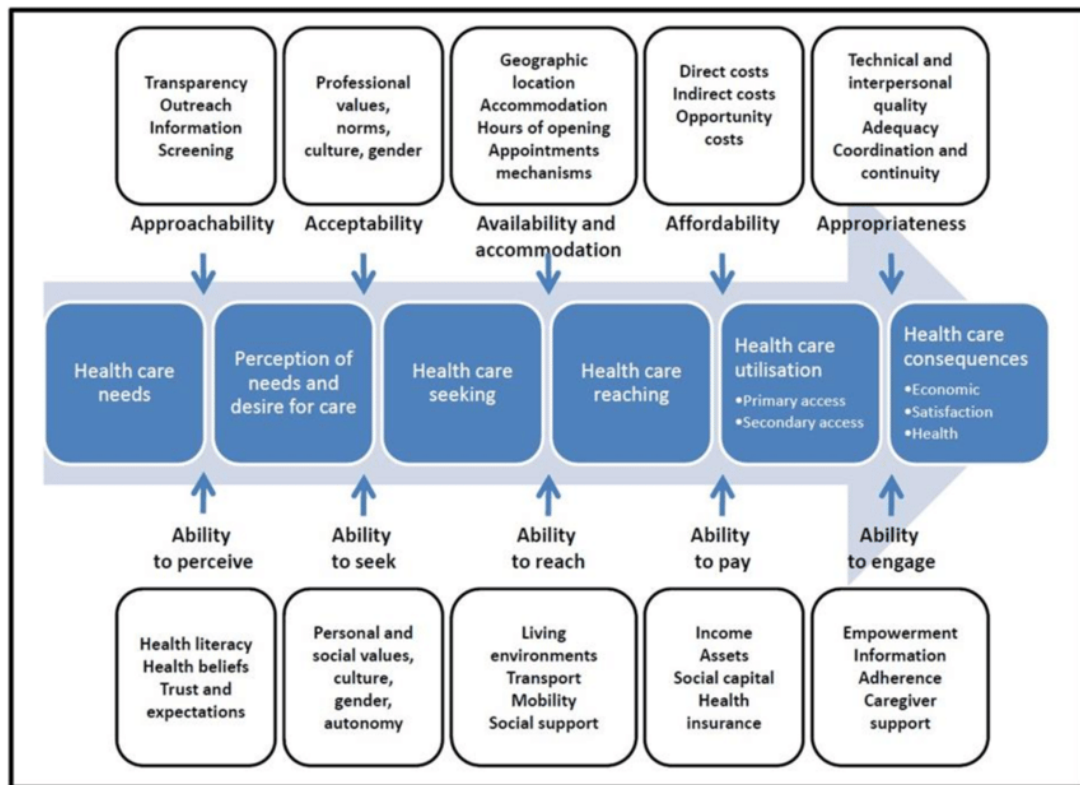 Transparency
Outreach
Information
Screening
Professional
values,
norms,
culture, gender
Geographic
location
Accommodation
Hours of opening
Appointments
mechanisms
Direct costs
Indirect costs
Opportunity
costs
Technical and
interpersonal
quality
Adequacy
Coordination and
continuity
Approachability
Acceptability
Availability and
accommodation
Affordability
Appropriateness
Health care
needs
Perception of
needs and
desire for care
Health care
seeking
Health care
reaching
Health care
utilisation
•Primary access
•Secondary access
Health care
consequences
•Economic
•Satisfaction
•Health
Ability
to perceive
Ability
to seek
Ability
to reach
Ability
to pay
Ability
to engage
Health literacy
Health beliefs
Trust and
expectations
Personal and
social values,
culture,
gender,
autonomy
Living
environments
Transport
Mobility
Social support
Income
Assets
Social capital
Health
insurance
Empowerment
Information
Adherence
Caregiver
support